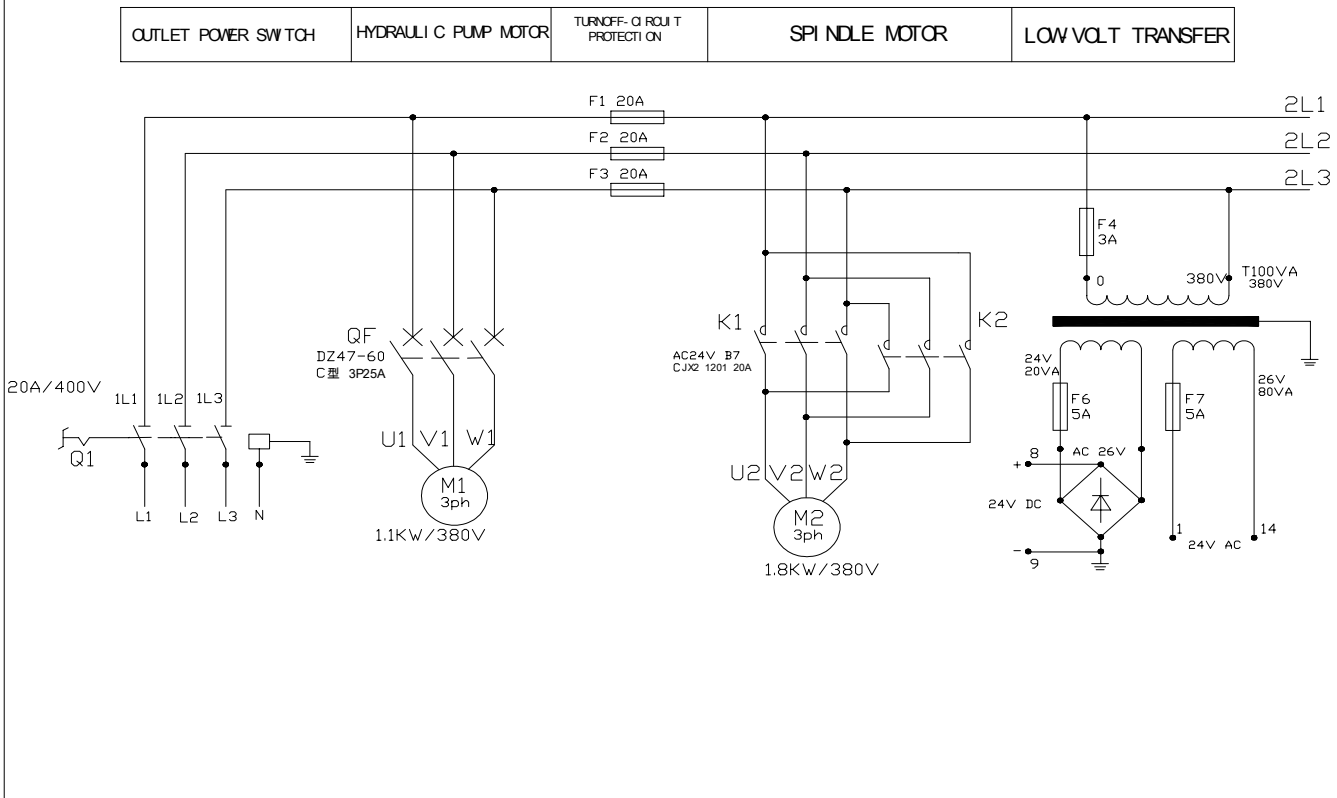 OUTLET POWER SWITCH
HYDRAULIC PUMP MOTOR
TURNOFF-CIRCUIT
PROTECTION
SPINDLE MOTOR
LOW VOLT TRANSFER
F1 20A
2L1
F2 20A
2L2
F3 20A
2L3
F4
3A
0
380V
T100VA
380V
K1
K2
QF
DZ47-60
C型 3P25A
AC24V B7
CJX2 1201 20A
24V
20VA
26V
80VA
20A/400V
1L1
1L2
1L3
F6
5A
F7
5A
Q1
U1
V1
W1
8
AC 26V
+
U2
V2
W2
M1
3ph
24V DC
L1
L2
L3
N
M2
3ph
1
14
1.1KW/380V
24V AC
-
9
1.8KW/380V